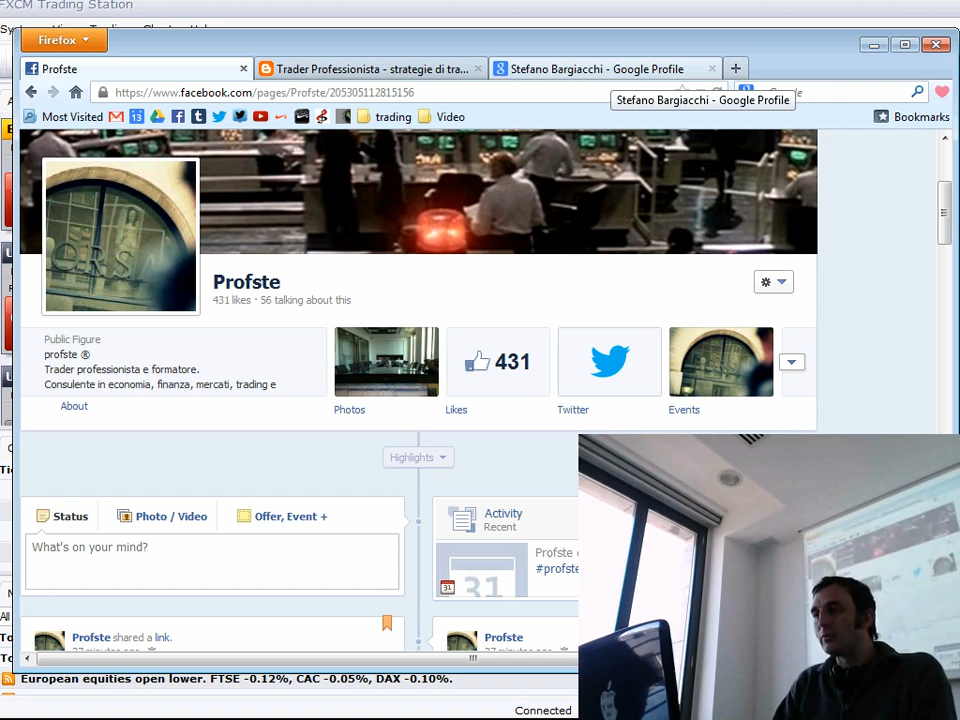 FXCM Trading Station
Firefox
Profste
Trader Professionista - strategie di tra...
Stefano Bargiacchi - Google Profile
https://www.facebook.com/pages/Profste/205305112815156
Stefano Bargiacchi - Google Profile
Most Visited
13
trading
Video
Bookmarks
Profste
431 likes · 56 talking about this
Public Figure
profste ®
Trader professionista e formatore.
Consulente in economia, finanza, mercati, trading e
About
431
Photos
Likes
Twitter
Events
Highlights
Status
Photo / Video
Offer, Event +
What's on your mind?
Activity
Recent
31
Profste
#profste
Profste shared a link.
Profste
European equities open lower. FTSE -0.12%, CAC -0.05%, DAX -0.10%.
Connected